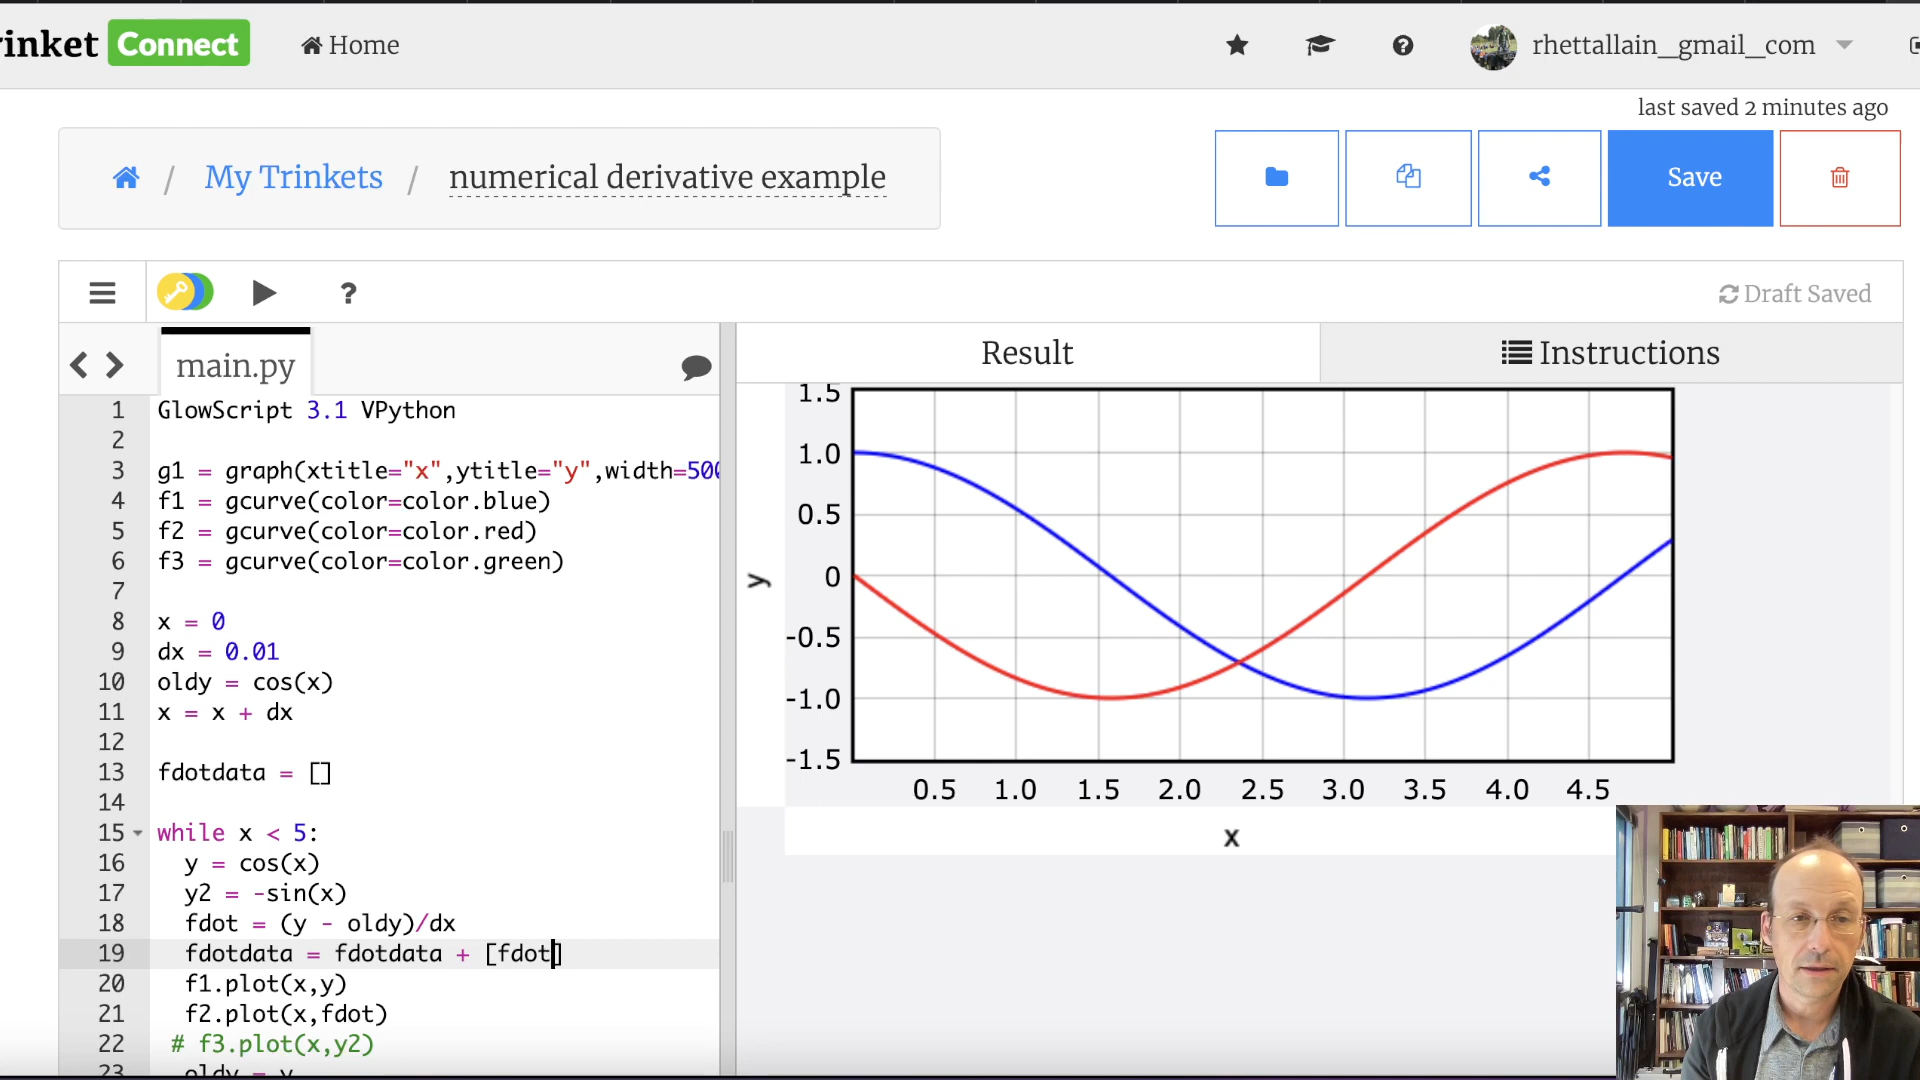 rinket Connect Home rhettallain_gmail_com
last saved 2 minutes ago
/ My Trinkets / numerical derivative example Save
? Draft Saved
main.py
Result
Instructions
1 GlowScript 3.1 VPython
2
3 g1 = graph(xtitle="x",ytitle="y",width=500
4 f1 = gcurve(color=color.blue)
5 f2 = gcurve(color=color.red)
6 f3 = gcurve(color=color.green)
7
8 x = 0
9 dx = 0.01
10 oldy = cos(x)
11 x = x + dx
12
13 fdotdata = []
14
15 while x < 5:
16 y = cos(x)
17 y2 = -sin(x)
18 fdot = (y - oldy)/dx
19 fdotdata = fdotdata + [fdot]
20 f1.plot(x,y)
21 f2.plot(x,fdot)
22 # f3.plot(x,y2)
23 oldy = y
1.5
1.0
0.5
0
-0.5
-1.0
-1.5
y
0.5 1.0 1.5 2.0 2.5 3.0 3.5 4.0 4.5
x